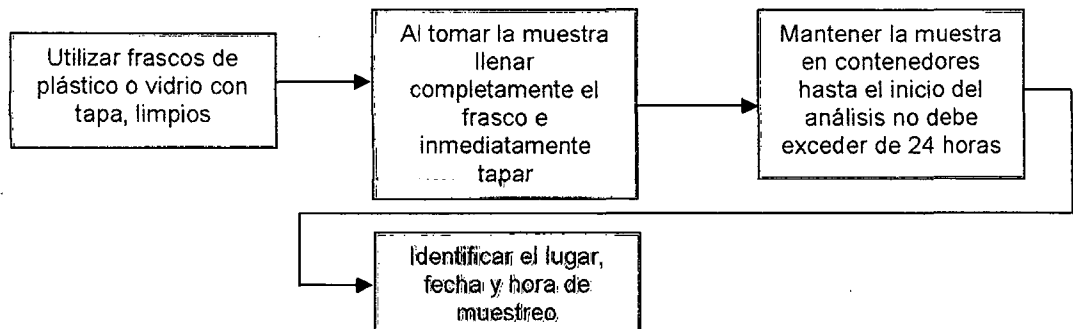 Utilizar frascos de
plástico o vidrio con
tapa, limpios
Al tomar la muestra
llenar
completamente el
frasco e
inmediatamente
tapar
Mantener la muestra
en contenedores
hasta el inicio del
análisis no debe
exceder de 24 horas
Identificar el lugar,
fecha y hora de
muestreo